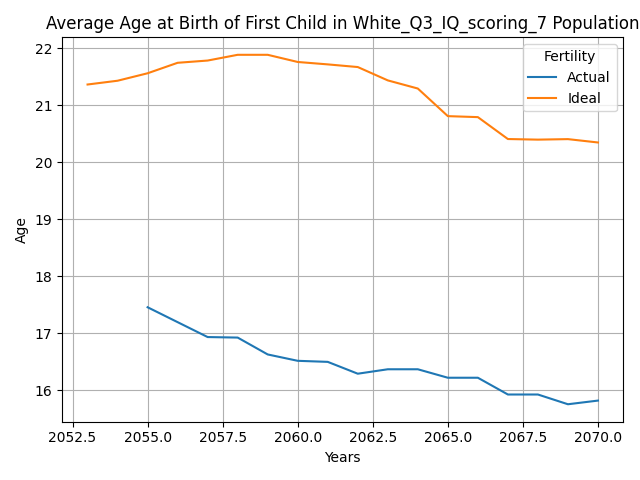 Average Age at Birth of First Child in White_Q3_IQ_scoring_7 Population
Fertility
Actual
Ideal
22
21
20
19
18
17
16
Age
2052.5 2055.0 2057.5 2060.0 2062.5 2065.0 2067.5 2070.0
Years